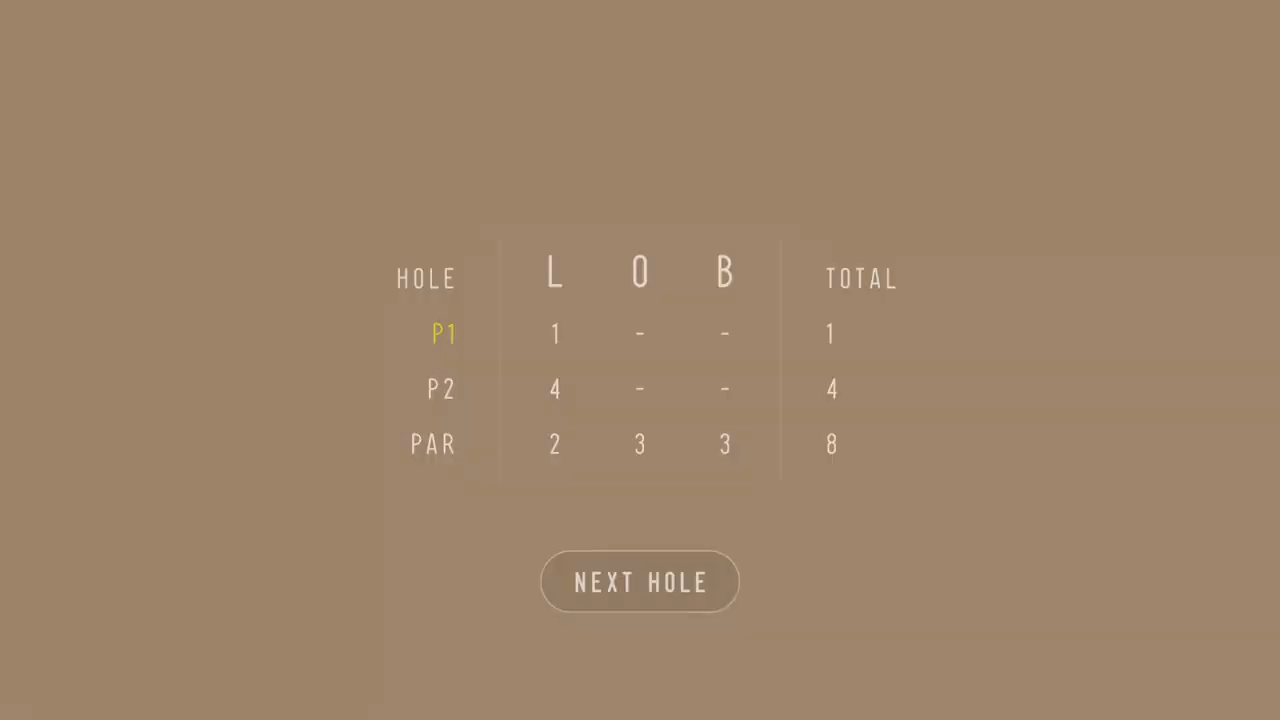 HOLE L O B TOTAL
P1 1 - - 1
P2 4 - - 4
PAR 2 3 3 8
NEXT HOLE